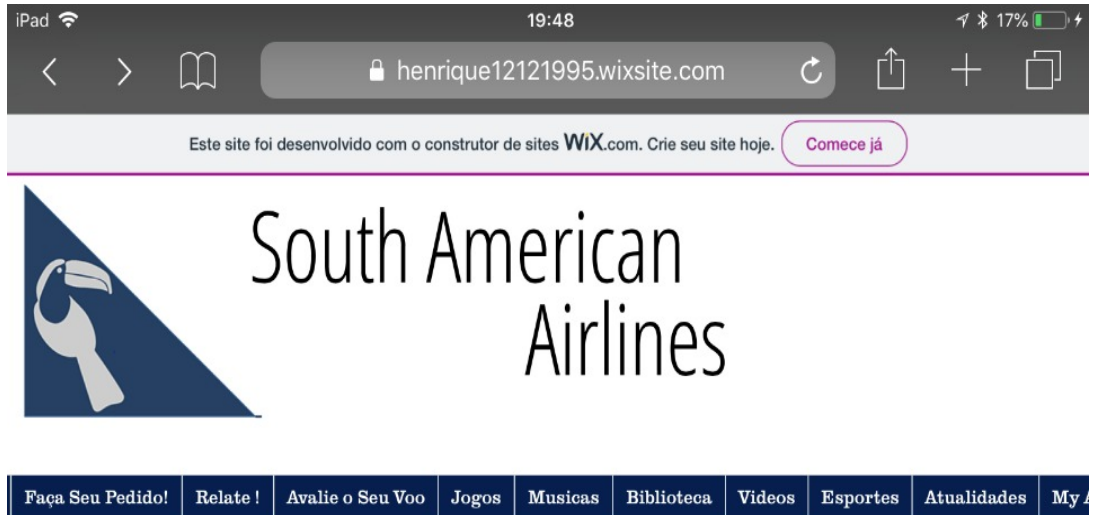 iPad 19:48 17%
henrique12121995.wixsite.com
Este site foi desenvolvido com o construtor de sites WiX.com. Crie seu site hoje. Comece já
South American
Airlines
Faça Seu Pedido! Relate ! Avalie o Seu Voo Jogos Musicas Biblioteca Videos Esportes Atualidades My